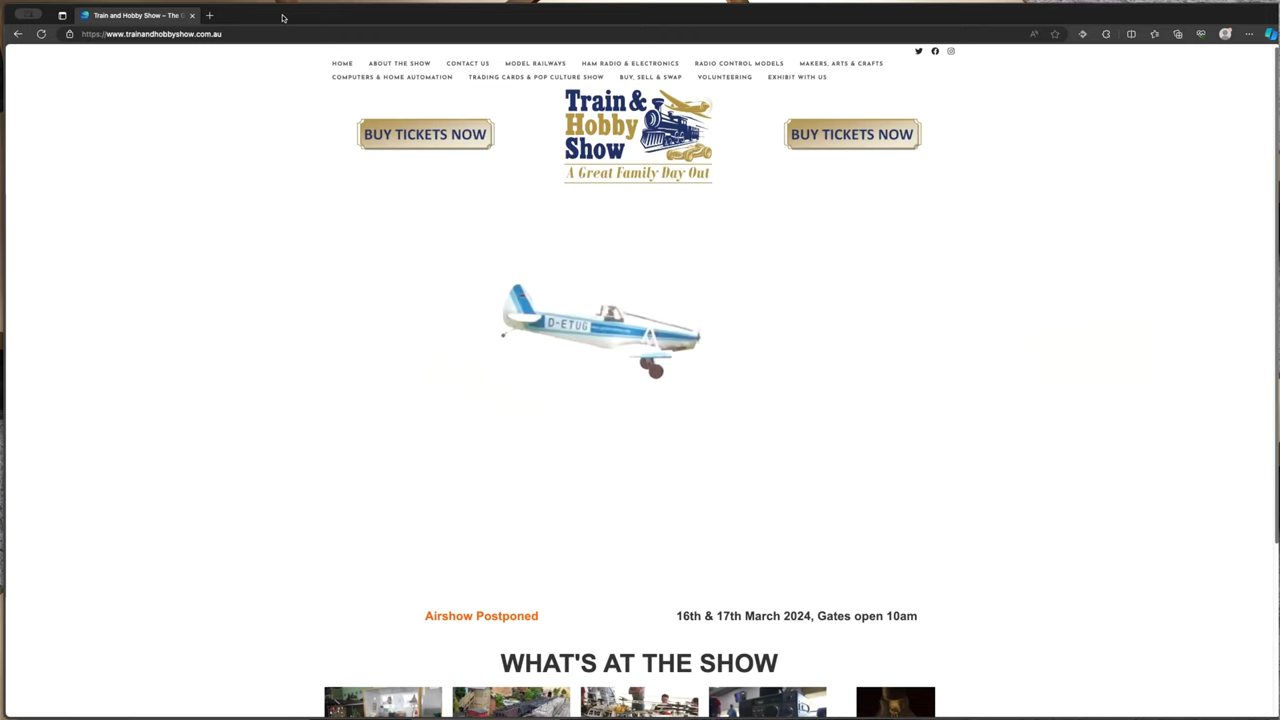 Train and Hobby Show – The
https://www.trainandhobbyshow.com.au
HOME ABOUT THE SHOW CONTACT US MODEL RAILWAYS HAM RADIO & ELECTRONICS RADIO CONTROL MODELS MAKERS, ARTS & CRAFTS
COMPUTERS & HOME AUTOMATION TRADING CARDS & POP CULTURE SHOW BUY, SELL & SWAP VOLUNTEERING EXHIBIT WITH US
BUY TICKETS NOW
Train &
Hobby
Show
A Great Family Day Out
BUY TICKETS NOW
D-ETUG
Airshow Postponed
16th & 17th March 2024, Gates open 10am
WHAT'S AT THE SHOW